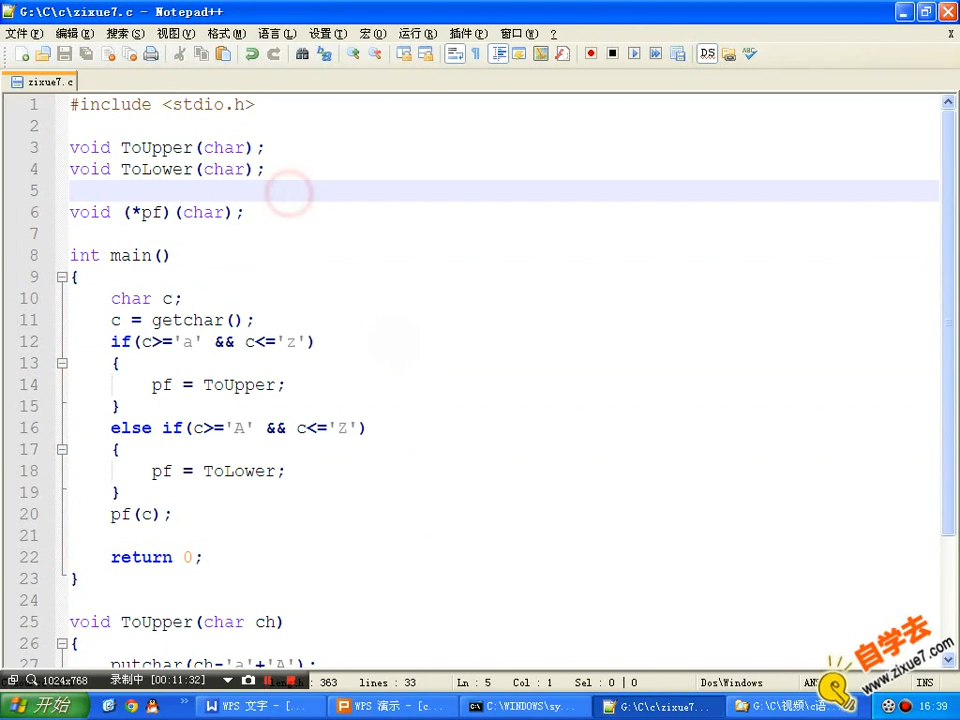 G:\C\c\zixue7.c - Notepad++
文件(F) 编辑(E) 搜索(S) 视图(V) 格式(M) 语言(L) 设置(T) 宏(O) 运行(R) 插件(P) 窗口(W) ? X
zixue7.c
1 #include <stdio.h>
2
3 void ToUpper(char);
4 void ToLower(char);
5
6 void (*pf)(char);
7
8 int main()
9 {
10 char c;
11 c = getchar();
12 if(c>='a' && c<='z')
13 {
14 pf = ToUpper;
15 }
16 else if(c>='A' && c<='Z')
17 {
18 pf = ToLower;
19 }
20 pf(c);
21
22 return 0;
23 }
24
25 void ToUpper(char ch)
26 {
27 putchar(ch-'a'+'A');
1024x768 录制中 [00:11:32] : 363 lines : 33 Ln : 5 Col : 1 Sel : 0 | 0 Dos\Windows INS
自学去
www.zixue7.com
开始 WPS 文字 - [... WPS 演示 - [c... C:\WINDOWS\sy... G:\C\c\zixue7... G:\C\视频\c语... 16:39